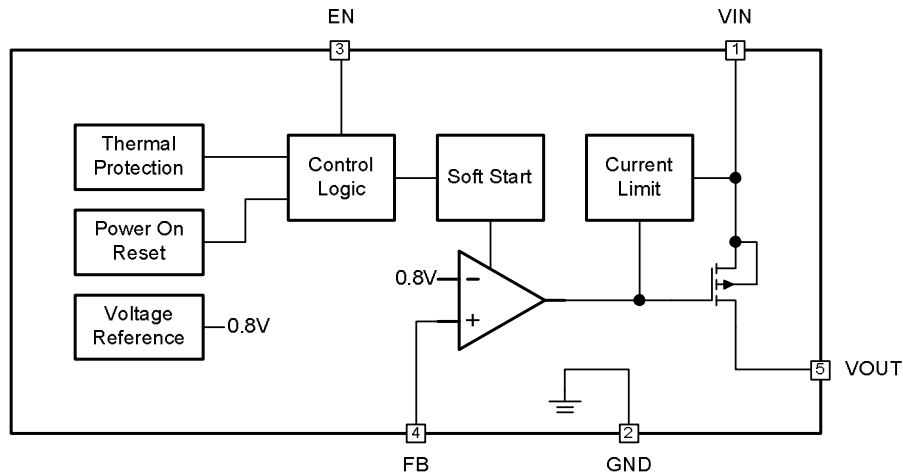 EN
VIN
3
1
Thermal
Protection
Control
Logic
Soft Start
Current
Limit
Power On
Reset
0.8V
−
+
Voltage
Reference
0.8V
5
VOUT
4
2
FB
GND